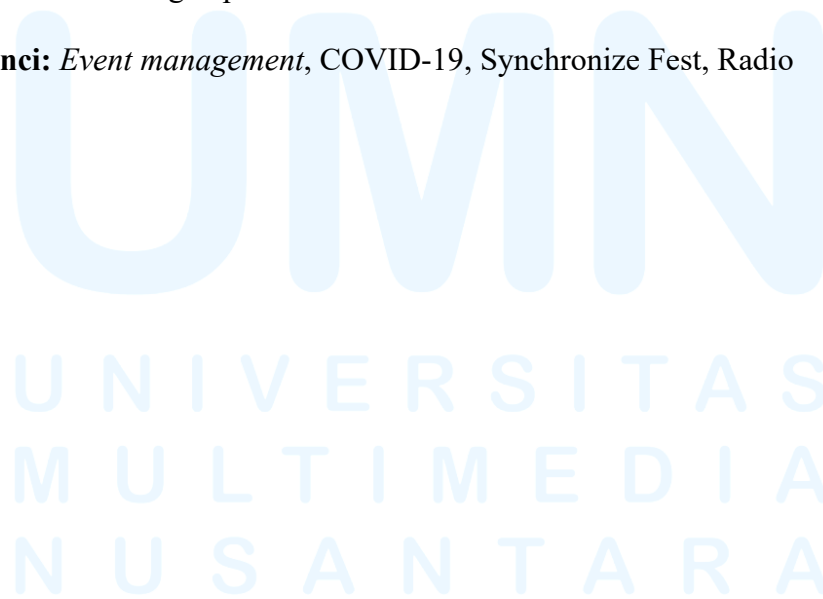 nci: Event management, COVID-19, Synchronize Fest, Radio
UMN
UNIVERSITAS
MULTIMEDIA
NUSANTARA